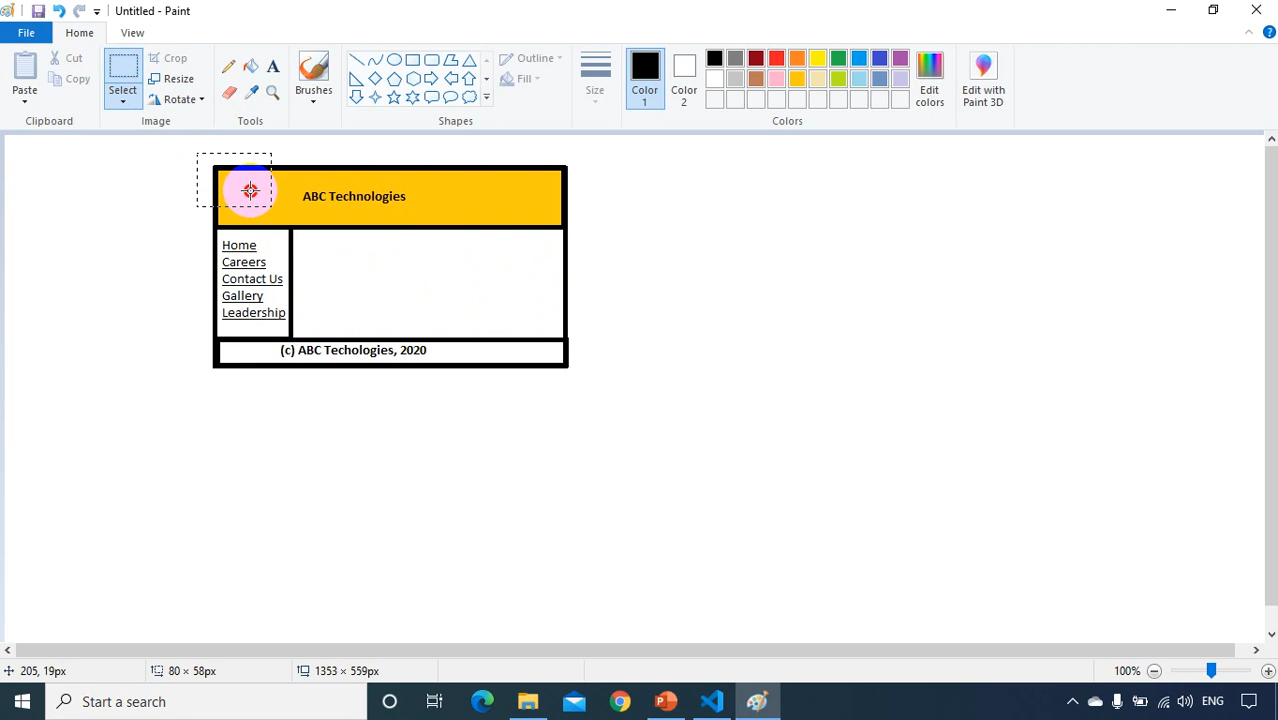 Untitled - Paint
File Home View
Paste
Cut
Copy
Clipboard
Select
Crop
Resize
Rotate
Image
A
Tools
Brushes
Shapes
Outline
Fill
Size
Color 1
Color 2
Colors
Edit colors
Edit with Paint 3D
ABC Technologies
Home
Careers
Contact Us
Gallery
Leadership
(c) ABC Techologies, 2020
205, 19px 80 × 58px 1353 × 559px 100%
Start a search ENG